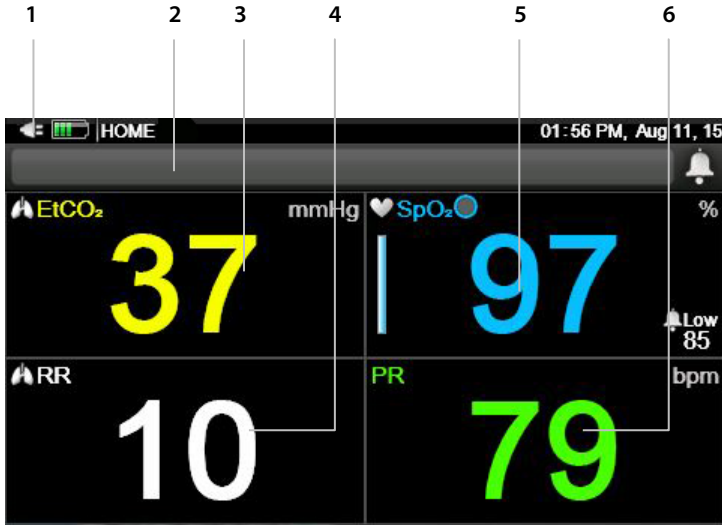 1 2 3 4 5 6
HOME 01:56 PM, Aug 11, 15
EtCO₂ mmHg SpO₂ %
37 97
Low
85
RR PR bpm
10 79